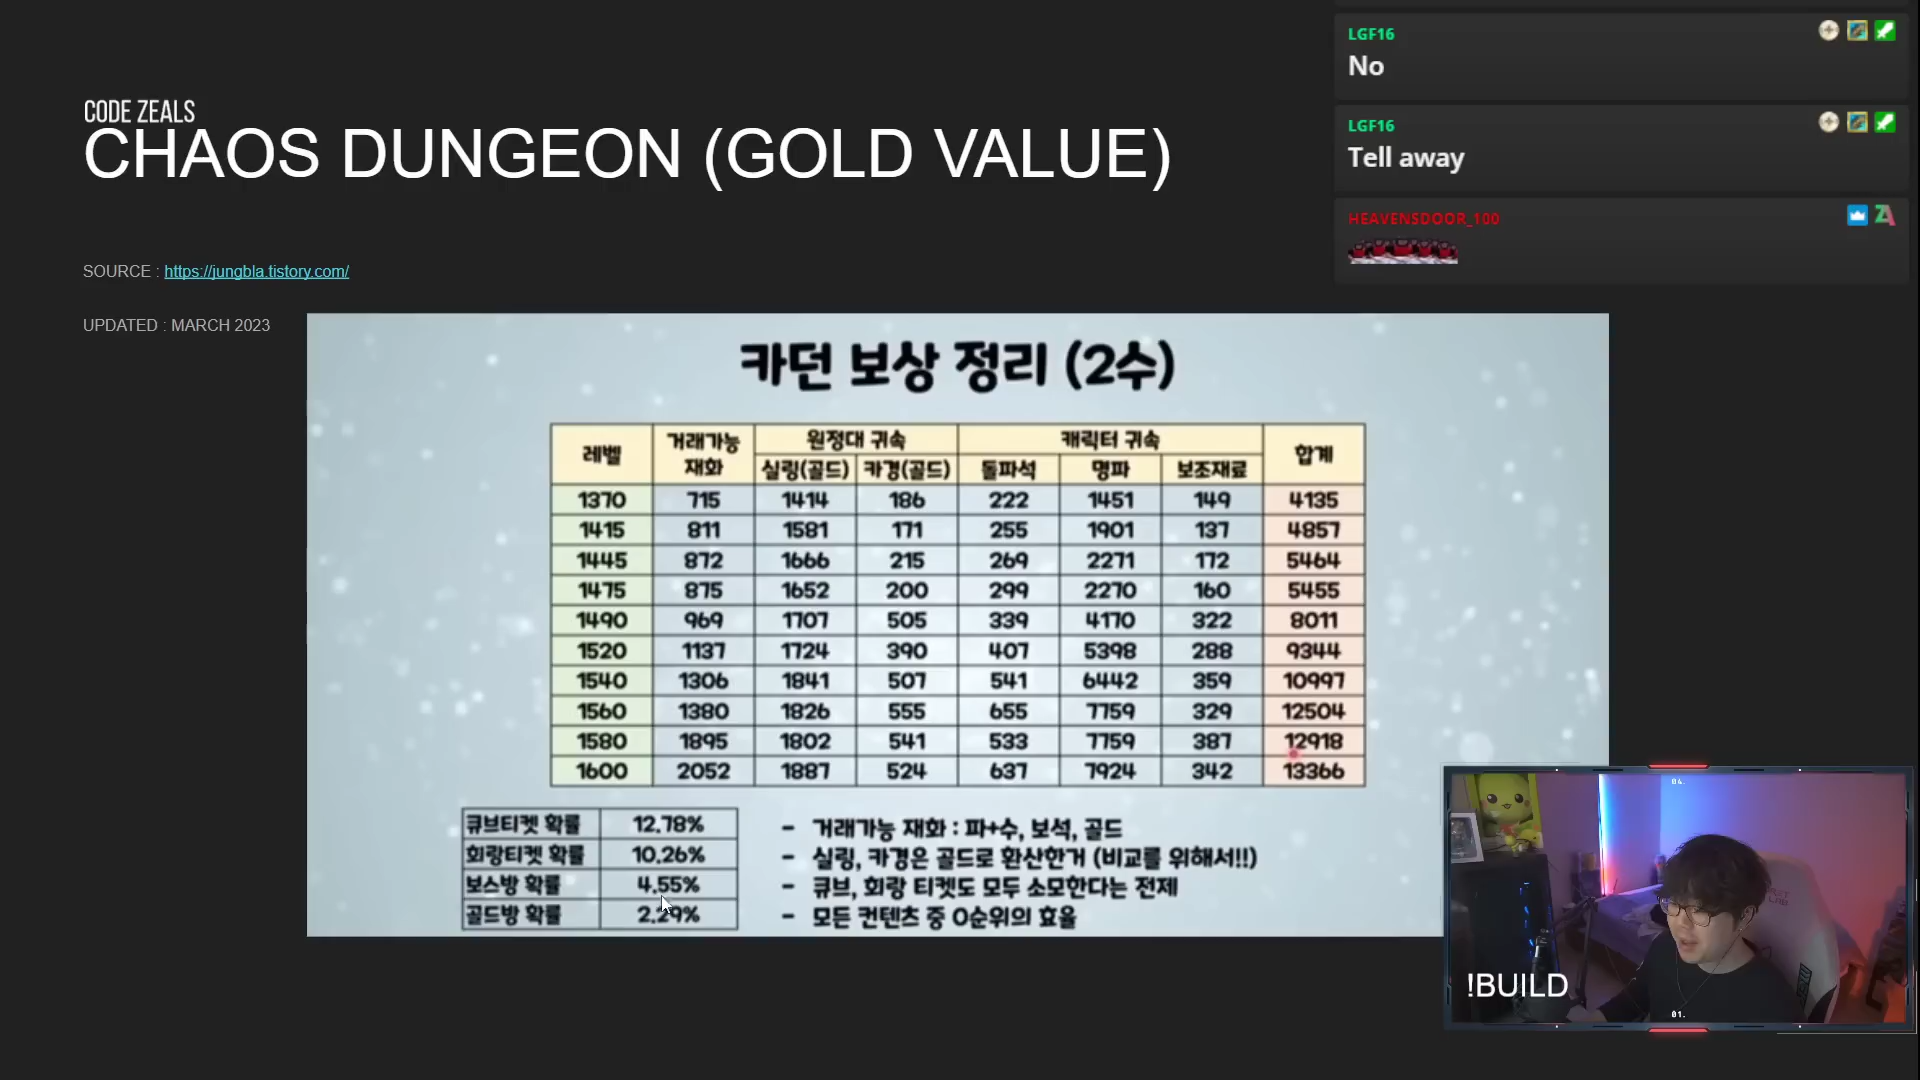 CODE ZEALS
CHAOS DUNGEON (GOLD VALUE)
SOURCE : https://jungbla.tistory.com/
UPDATED : MARCH 2023
카던 보상 정리 (2수)
레벨 거래가능 재화 원정대 귀속 캐릭터 귀속 합계
실링(골드) 카경(골드) 돌파석 명파 보조재료
1370 715 1414 186 222 1451 149 4135
1415 811 1581 171 255 1901 137 4857
1445 872 1666 215 269 2271 172 5464
1475 875 1652 200 299 2270 160 5455
1490 969 1707 505 339 4170 322 8011
1520 1137 1724 390 407 5398 288 9344
1540 1306 1841 507 541 6442 359 10997
1560 1380 1826 555 655 7759 329 12504
1580 1895 1802 541 533 7759 387 12918
1600 2052 1887 524 637 7924 342 13366
큐브티켓 확률 12.78%
회랑티켓 확률 10.26%
보스방 확률 4.55%
골드방 확률 2.29%
- 거래가능 재화 : 파+수, 보석, 골드
- 실링, 카경은 골드로 환산한거 (비교를 위해서!!)
- 큐브, 회랑 티켓도 모두 소모한다는 전제
- 모든 컨텐츠 중 0순위의 효율
LGF16
No
LGF16
Tell away
HEAVENSDOOR_100
04.
!BUILD
01.